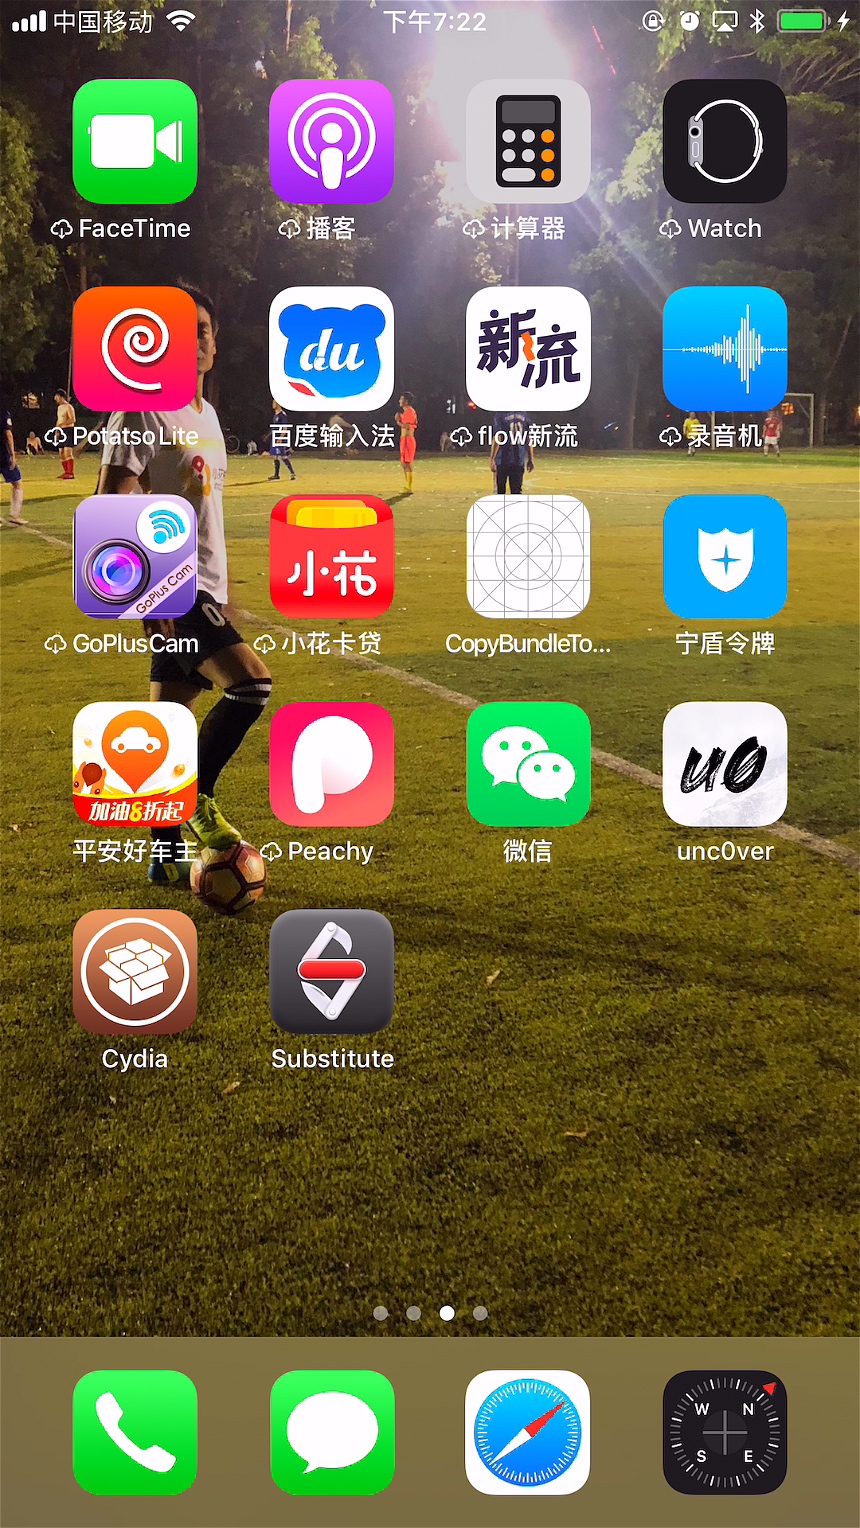 中国移动 下午7:22
FaceTime 播客 计算器 Watch
du 新流
Potatso Lite 百度输入法 flow新流 录音机
GoPlus Cam 小花
GoPlusCam 小花卡贷 CopyBundleTo... 宁盾令牌
加油8折起 u0
平安好车主 Peachy 微信 unc0ver
Cydia Substitute
W N
S E